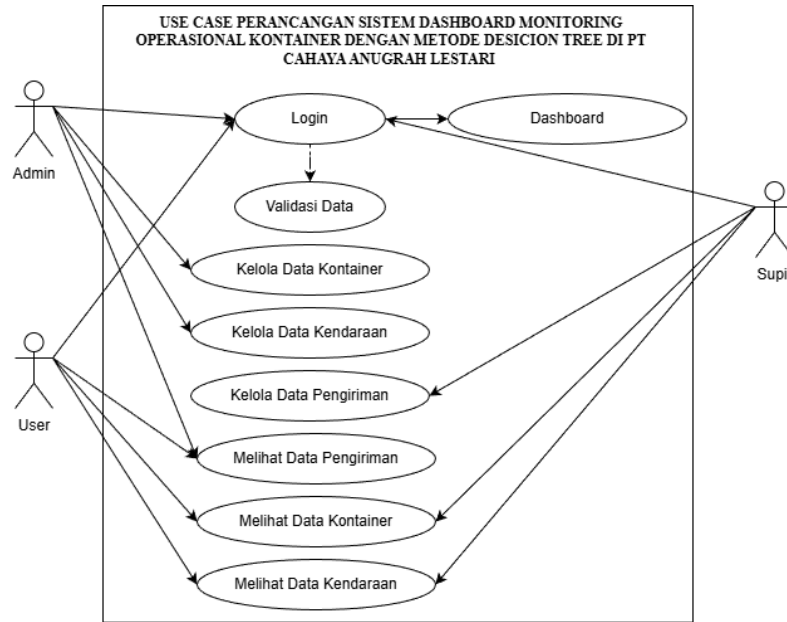 USE CASE PERANCANGAN SISTEM DASHBOARD MONITORING
OPERASIONAL KONTAINER DENGAN METODE DESICION TREE DI PT
CAHAYA ANUGRAH LESTARI
Login
Dashboard
Admin
Validasi Data
Supi
Kelola Data Kontainer
Kelola Data Kendaraan
Kelola Data Pengiriman
User
Melihat Data Pengiriman
Melihat Data Kontainer
Melihat Data Kendaraan